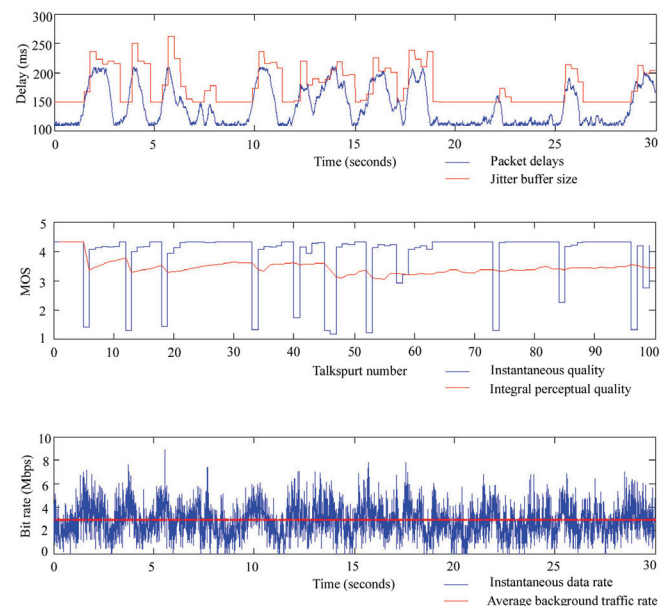 300
250
200
150
100
Delay (ms)
0 5 10 15 20 25 30
Time (seconds)
Packet delays
Jitter buffer size
5
4
3
2
1
MOS
0 10 20 30 40 50 60 70 80 90 100
Talkspurt number
Instantaneous quality
Integral perceptual quality
10
8
6
4
2
0
Bit rate (Mbps)
0 5 10 15 20 25 30
Time (seconds)
Instantaneous data rate
Average background traffic rate